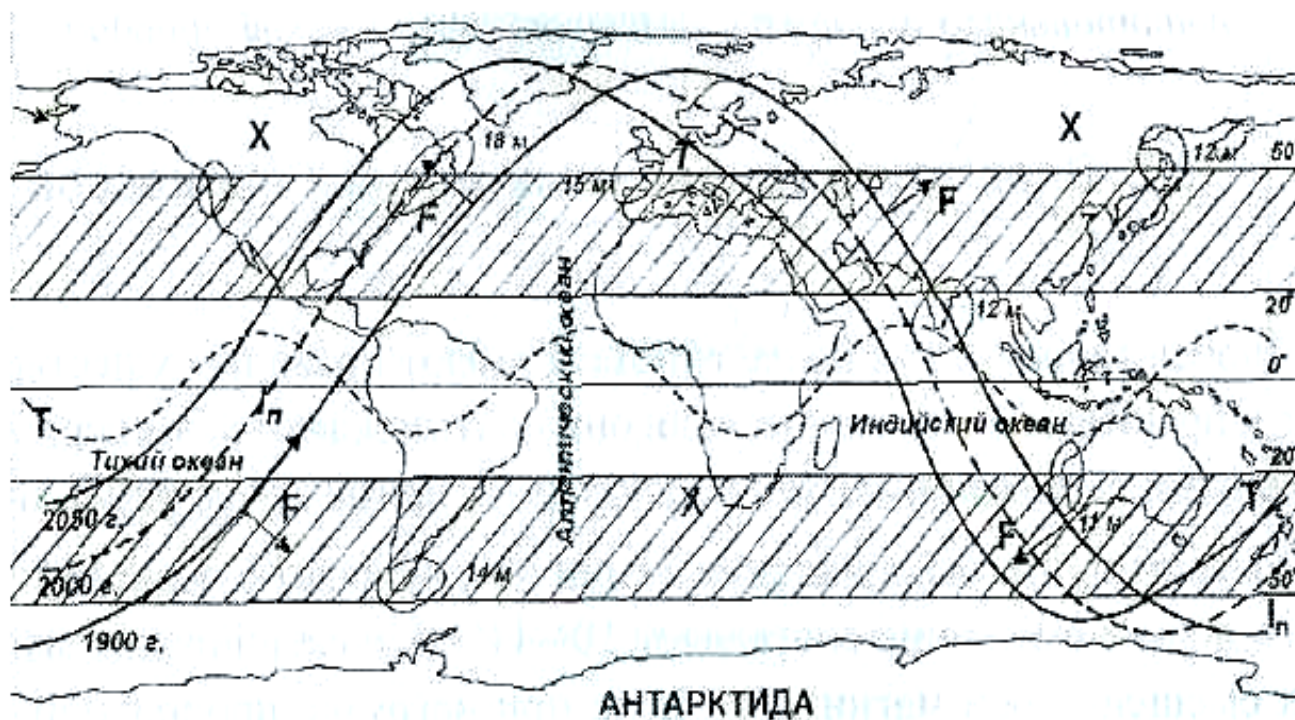 X
X
18 м
12 м
50
15 м
T
F
F
Атлантический океан
20°
12 м
0°
T
Iп
Индийский океан
Тихий океан
20°
X
T
F
2050 г.
F
11 м
14 м
2000 г.
50°
Iп
1900 г.
АНТАРКТИДА